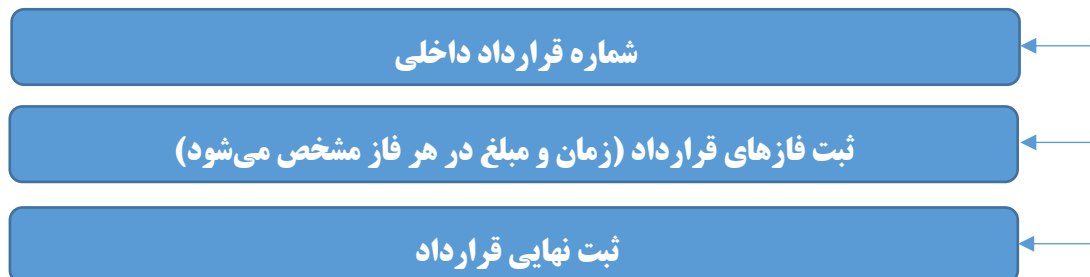 شماره قرارداد داخلی
ثبت فازهای قرارداد (زمان و مبلغ در هر فاز مشخص می‌شود)
ثبت نهایی قرارداد